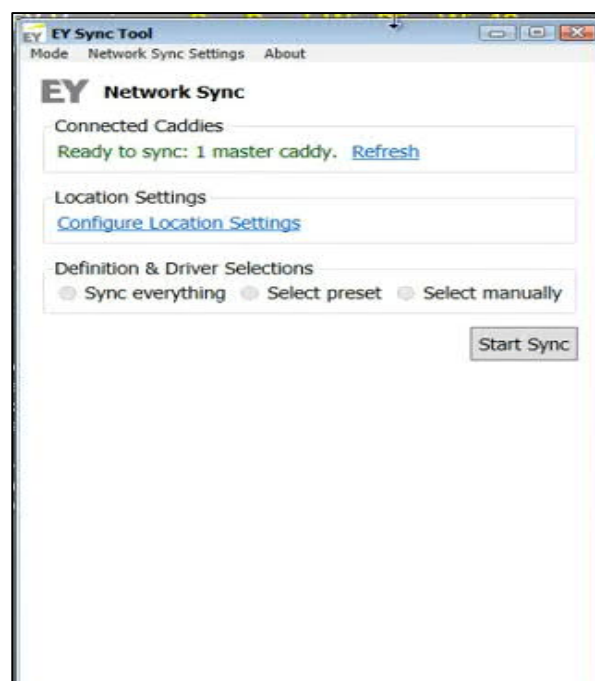 EY EY Sync Tool
Mode Network Sync Settings About
EY Network Sync
Connected Caddies
Ready to sync: 1 master caddy. Refresh
Location Settings
Configure Location Settings
Definition & Driver Selections
Sync everything Select preset Select manually
Start Sync